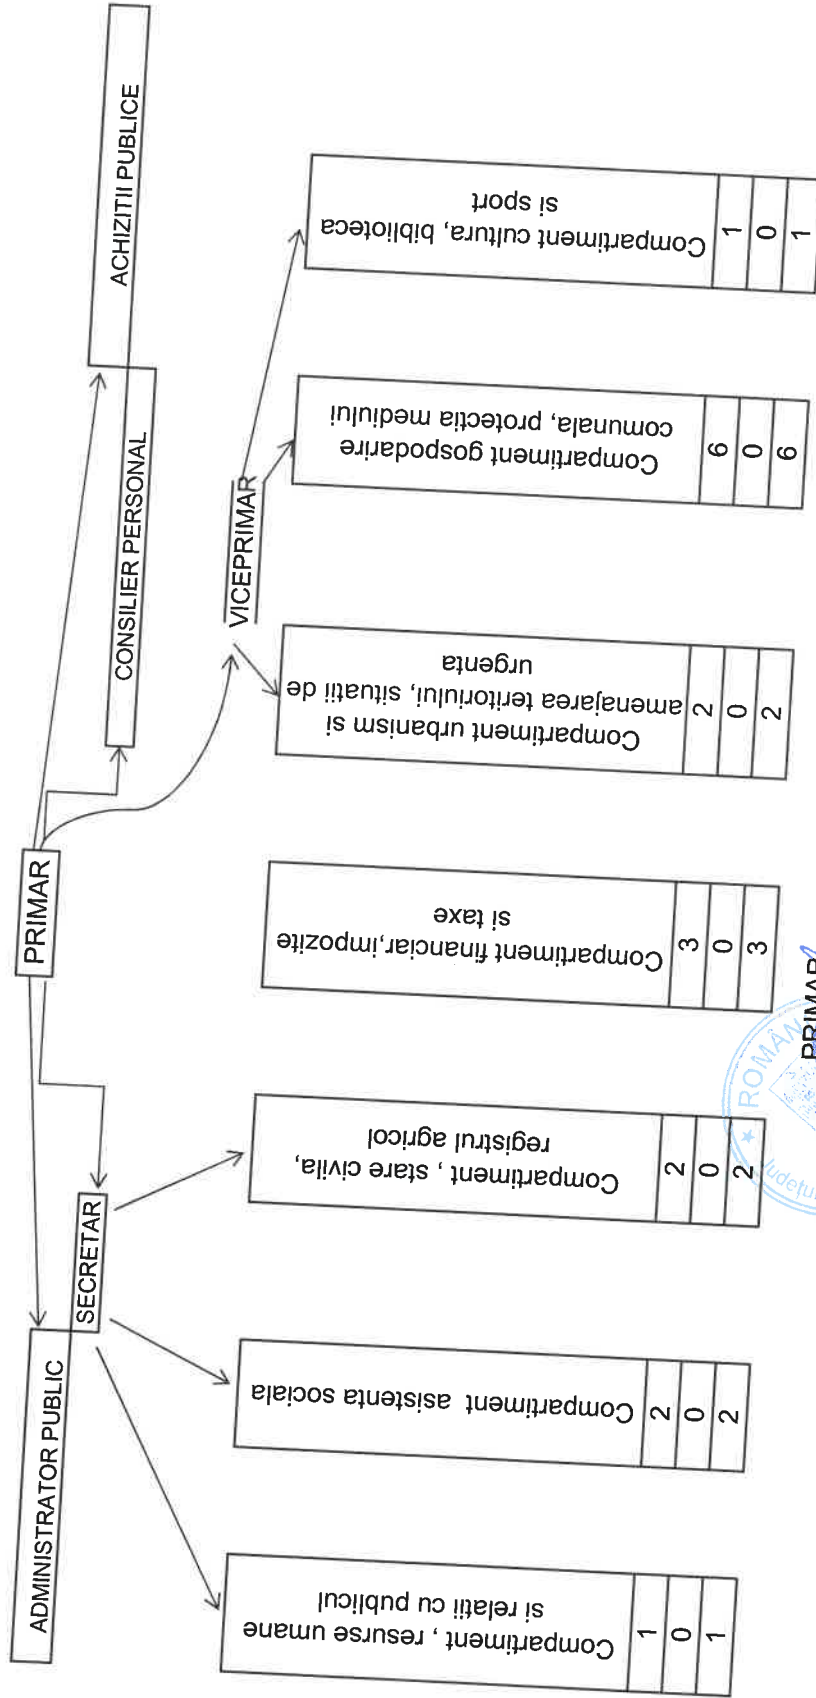 PRIMAR
ADMINISTRATOR PUBLIC
SECRETAR
CONSILIER PERSONAL
ACHIZITII PUBLICE
VICEPRIMAR
Compartiment , resurse umane
si relatii cu publicul
1
0
1
Compartiment asistenta sociala
2
0
2
Compartiment , stare civila,
registrul agricol
2
0
2
Compartiment financiar,impozite
si taxe
3
0
3
Compartiment urbanism si
amenajarea teritoriului, situatii de
urgenta
2
0
2
Compartiment gospodarire
comunala, protectia mediului
6
0
6
Compartiment cultura, biblioteca
si sport
1
0
1
PRIMAR